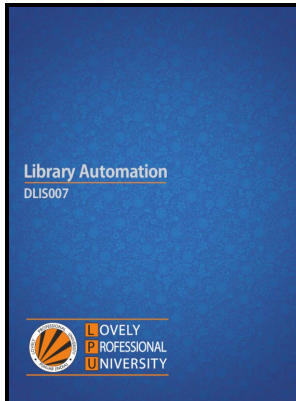 Library Automation
DLIS007
LOVELY
PROFESSIONAL
UNIVERSITY